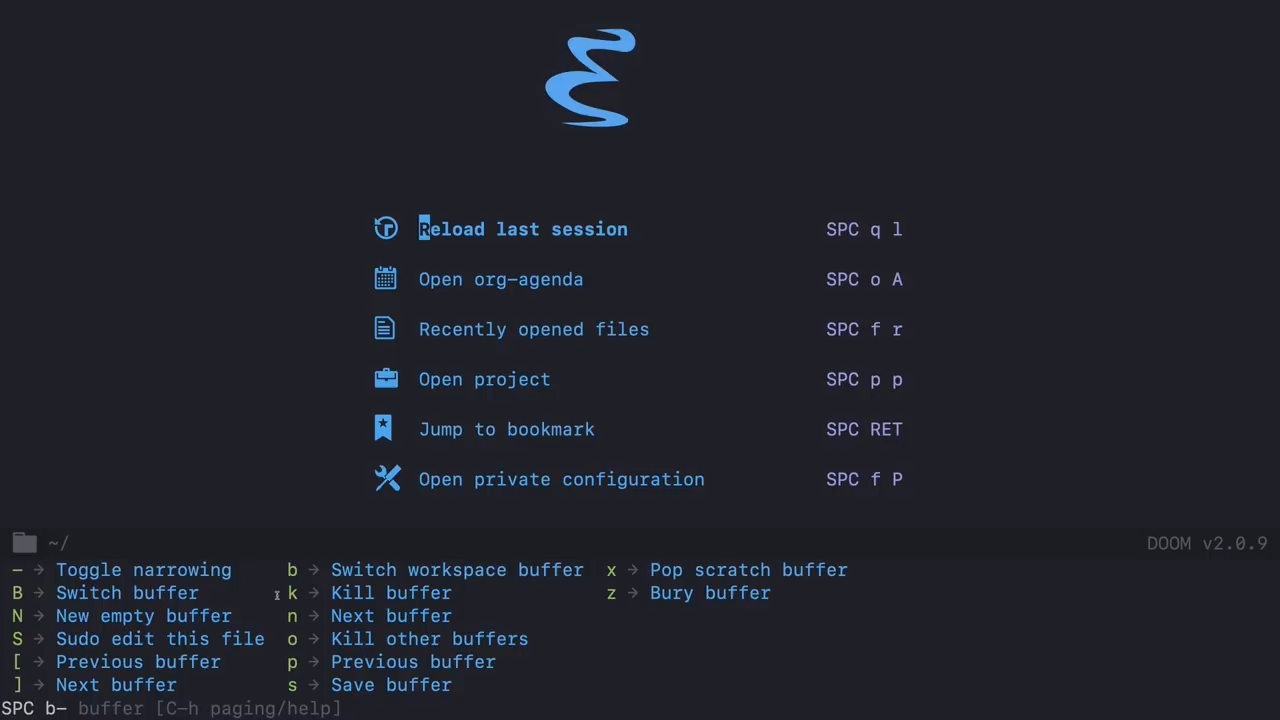 Reload last session SPC q l
Open org-agenda SPC o A
Recently opened files SPC f r
Open project SPC p p
Jump to bookmark SPC RET
Open private configuration SPC f P
~/ DOOM v2.0.9
- → Toggle narrowing b → Switch workspace buffer x → Pop scratch buffer
B → Switch buffer k → Kill buffer z → Bury buffer
N → New empty buffer n → Next buffer
S → Sudo edit this file o → Kill other buffers
[ → Previous buffer p → Previous buffer
] → Next buffer s → Save buffer
SPC b- buffer [C-h paging/help]